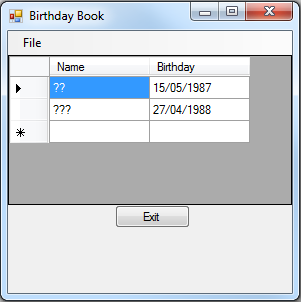 Birthday Book
File
Name Birthday
?? 15/05/1987
??? 27/04/1988
Exit